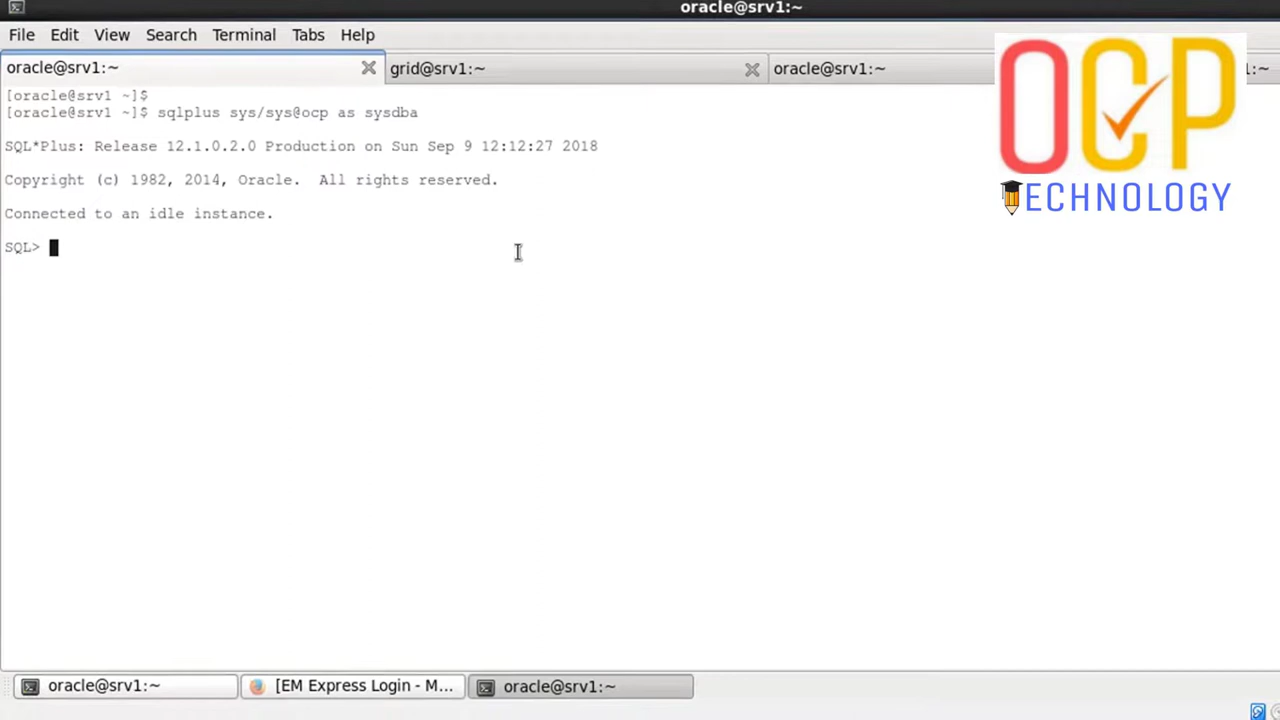 oracle@srv1:~
File Edit View Search Terminal Tabs Help
oracle@srv1:~ grid@srv1:~ oracle@srv1:~ 1:~
[oracle@srv1 ~]$
[oracle@srv1 ~]$ sqlplus sys/sys@ocp as sysdba
SQL*Plus: Release 12.1.0.2.0 Production on Sun Sep 9 12:12:27 2018
Copyright (c) 1982, 2014, Oracle.  All rights reserved.
Connected to an idle instance.
SQL>
OCP
TECHNOLOGY
oracle@srv1:~ [EM Express Login - M... oracle@srv1:~